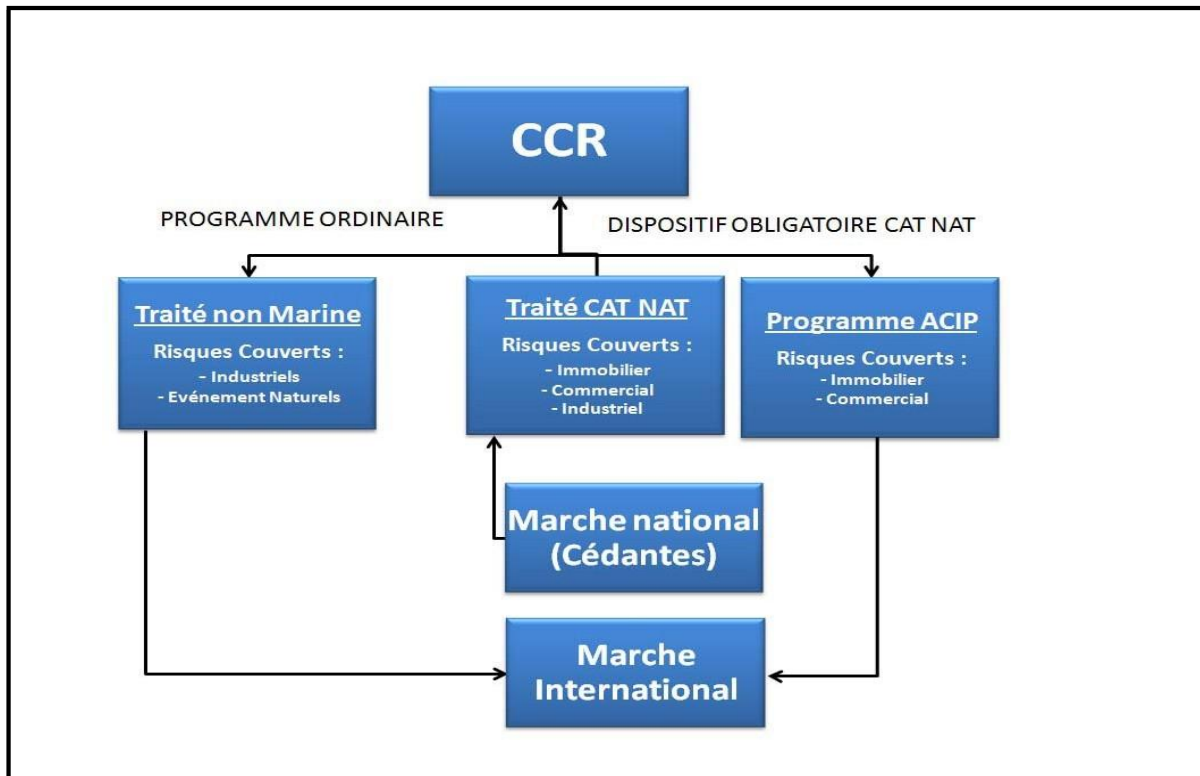 CCR
PROGRAMME ORDINAIRE
DISPOSITIF OBLIGATOIRE CAT NAT
Traité non Marine
Risques Couverts :
- Industriels
- Evénement Naturels
Traité CAT NAT
Risques Couverts :
- Immobilier
- Commercial
- Industriel
Programme ACIP
Risques Couverts :
- Immobilier
- Commercial
Marche national
(Cédantes)
Marche
International